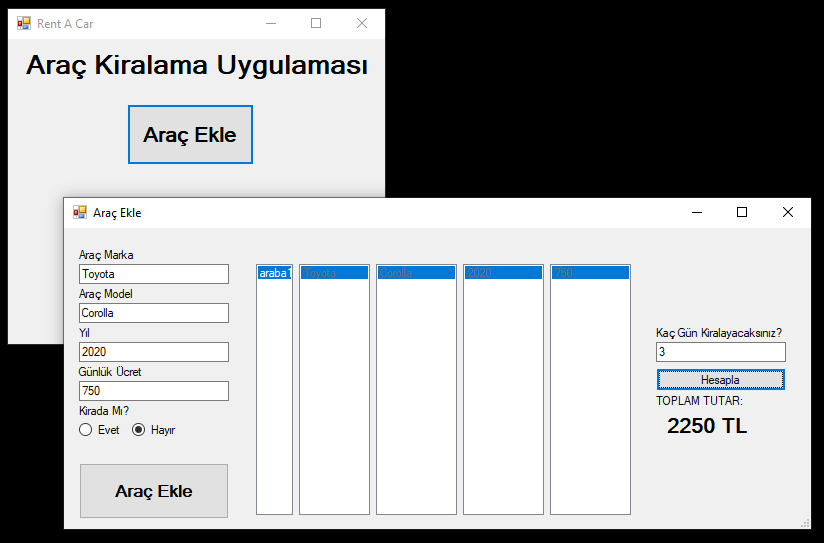 Rent A Car
Araç Kiralama Uygulaması
Araç Ekle
Araç Ekle
Araç Marka
Toyota
Araç Model
Corolla
Yıl
2020
Günlük Ücret
750
Kirada Mı?
Evet Hayır
Araç Ekle
araba1 Toyota Corolla 2020 750
Kaç Gün Kiralayacaksınız?
3
Hesapla
TOPLAM TUTAR:
2250 TL